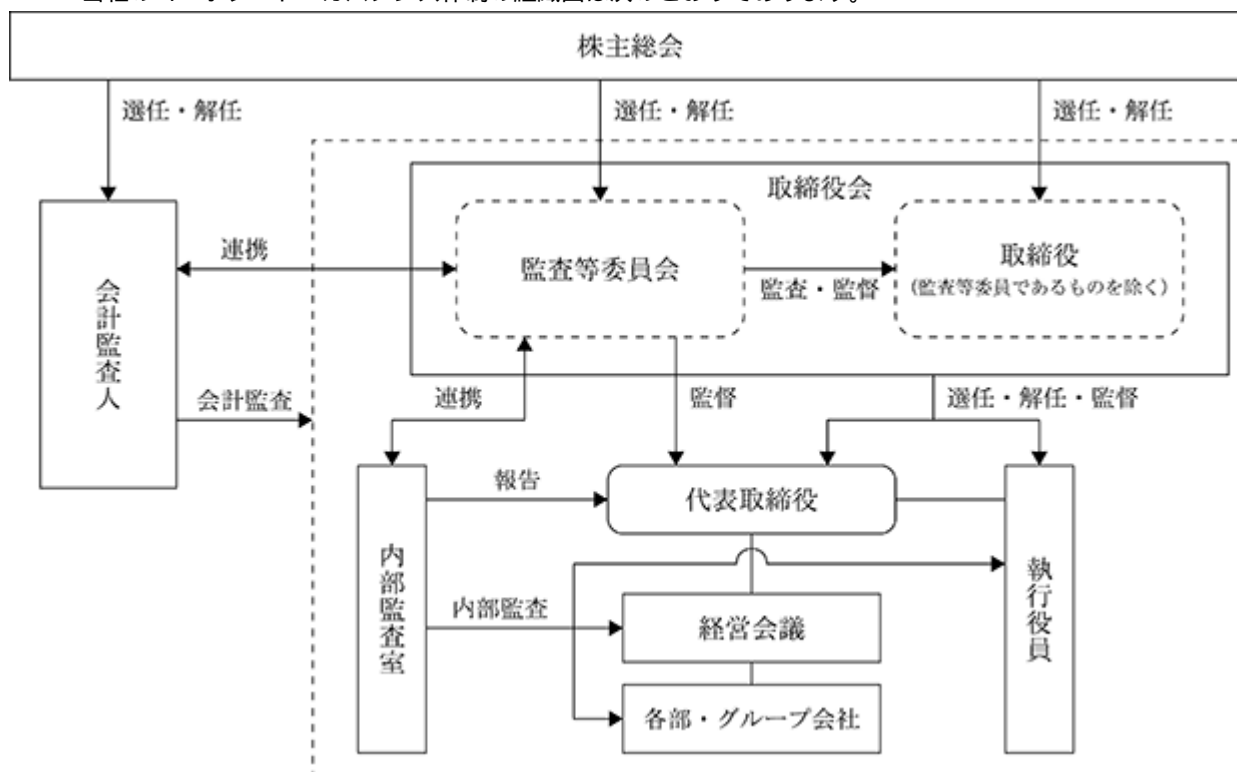 株主総会
選任・解任
選任・解任
選任・解任
取締役会
監査等委員会
取締役
(監査等委員であるものを除く)
連携
監査・監督
会計監査人
会計監査
連携
監督
選任・解任・監督
報告
代表取締役
内部監査室
執行役員
内部監査
経営会議
各部・グループ会社